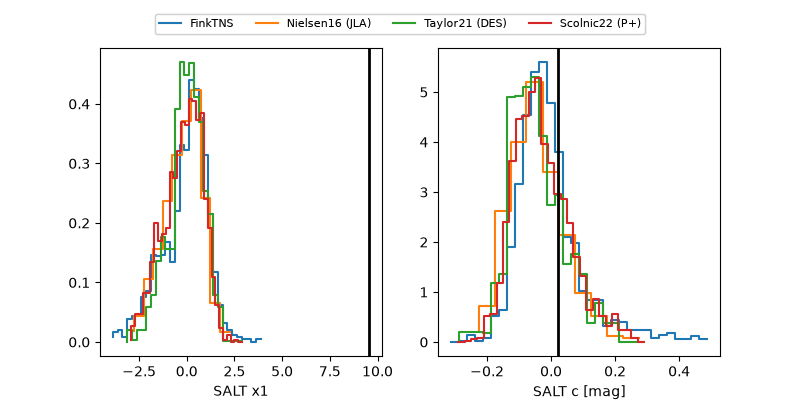 FinkTNS Nielsen16 (JLA) Taylor21 (DES) Scolnic22 (P+)
0.4
0.3
0.2
0.1
0.0
−2.5 0.0 2.5 5.0 7.5 10.0
SALT x1
5
4
3
2
1
0
−0.2 0.0 0.2 0.4
SALT c [mag]